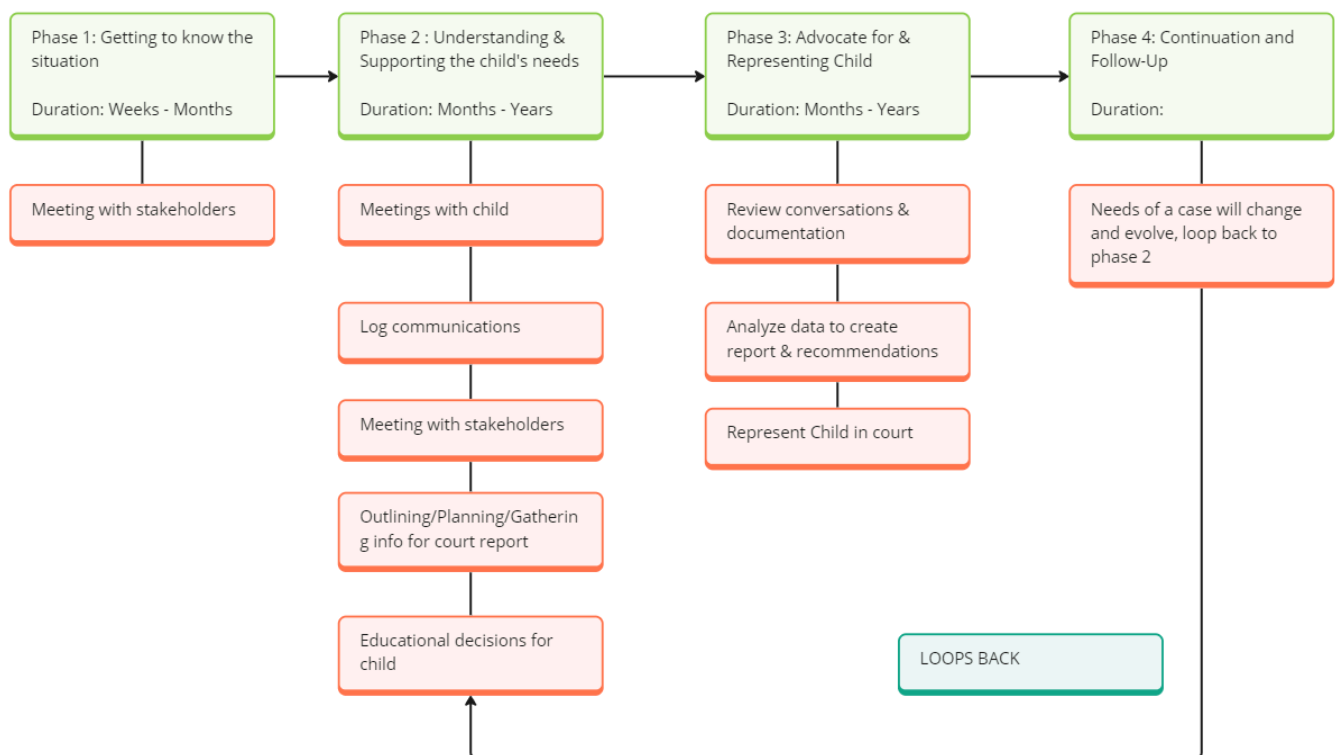 Phase 1: Getting to know the
situation
Duration: Weeks - Months
Meeting with stakeholders
Phase 2 : Understanding &
Supporting the child's needs
Duration: Months - Years
Meetings with child
Log communications
Meeting with stakeholders
Outlining/Planning/Gatherin
g info for court report
Educational decisions for
child
Phase 3: Advocate for &
Representing Child
Duration: Months - Years
Review conversations &
documentation
Analyze data to create
report & recommendations
Represent Child in court
Phase 4: Continuation and
Follow-Up
Duration:
Needs of a case will change
and evolve, loop back to
phase 2
LOOPS BACK